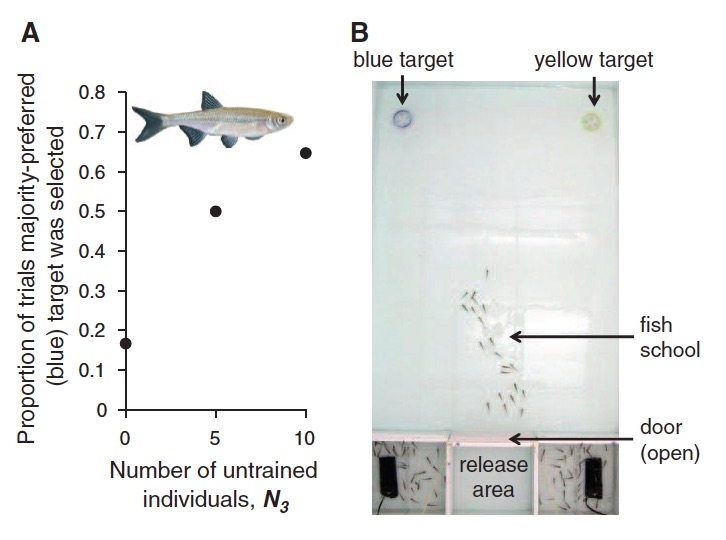 A
Proportion of trials majority-preferred
(blue) target was selected
0.8
0.7
0.6
0.5
0.4
0.3
0.2
0.1
0
0
5
10
Number of untrained
individuals, N3
B
blue target
yellow target
fish
school
door
(open)
release
area